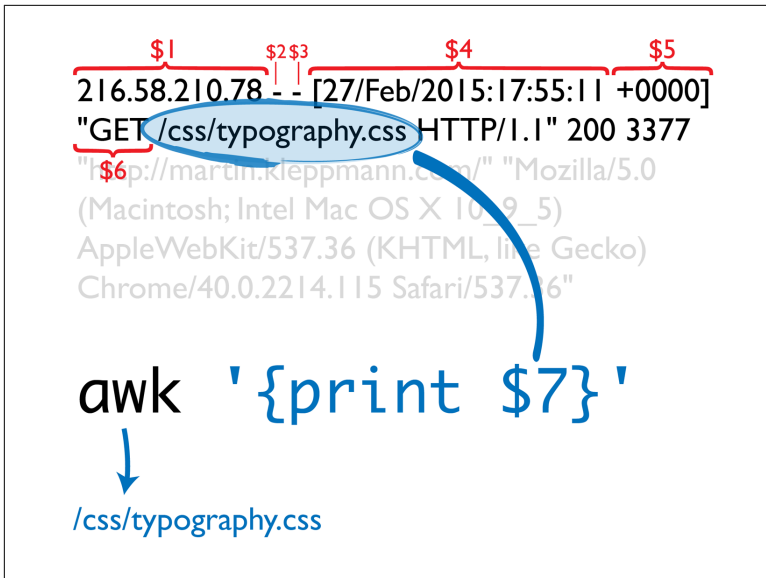 $1 $2 $3 $4 $5
216.58.210.78 - - [27/Feb/2015:17:55:11 +0000]
"GET /css/typography.css HTTP/1.1" 200 3377
$6
"http://martin.kleppmann.com/" "Mozilla/5.0
(Macintosh; Intel Mac OS X 10_9_5)
AppleWebKit/537.36 (KHTML, like Gecko)
Chrome/40.0.2214.115 Safari/537.36"
awk '{print $7}'
/css/typography.css